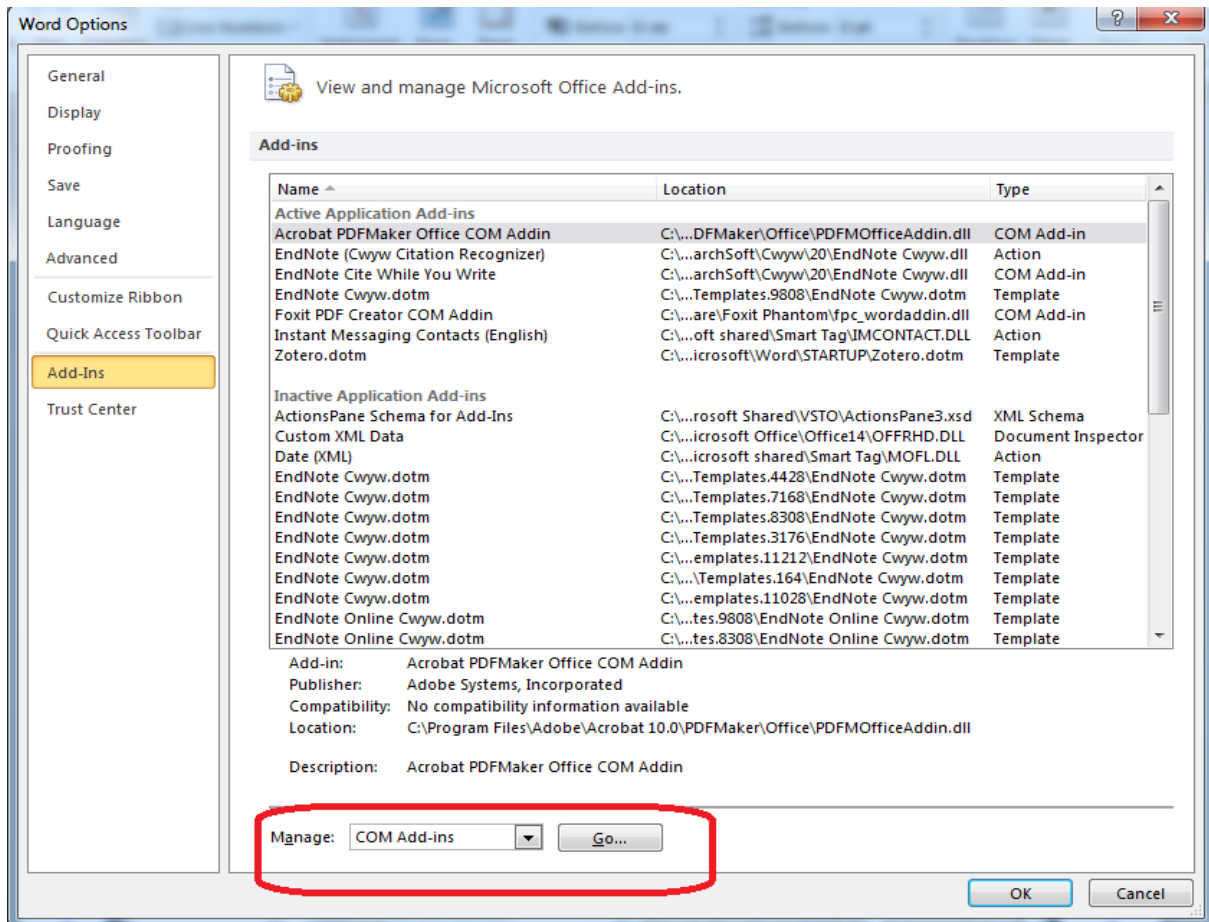 Word Options
General
Display
Proofing
Save
Language
Advanced
Customize Ribbon
Quick Access Toolbar
Add-Ins
Trust Center
View and manage Microsoft Office Add-ins.
Add-ins
Name Location Type
Active Application Add-ins
Acrobat PDFMaker Office COM Addin C:\...DFMaker\Office\PDFMOfficeAddin.dll COM Add-in
EndNote (Cwyw Citation Recognizer) C:\...archSoft\Cwyw\20\EndNote Cwyw.dll Action
EndNote Cite While You Write C:\...archSoft\Cwyw\20\EndNote Cwyw.dll COM Add-in
EndNote Cwyw.dotm C:\...Templates.9808\EndNote Cwyw.dotm Template
Foxit PDF Creator COM Addin C:\...are\Foxit Phantom\fpc_wordaddin.dll COM Add-in
Instant Messaging Contacts (English) C:\...oft shared\Smart Tag\IMCONTACT.DLL Action
Zotero.dotm C:\...icrosoft\Word\STARTUP\Zotero.dotm Template
Inactive Application Add-ins
ActionsPane Schema for Add-Ins C:\...rosoft Shared\VSTO\ActionsPane3.xsd XML Schema
Custom XML Data C:\...icrosoft Office\Office14\OFFRHD.DLL Document Inspector
Date (XML) C:\...icrosoft shared\Smart Tag\MOFL.DLL Action
EndNote Cwyw.dotm C:\...Templates.4428\EndNote Cwyw.dotm Template
EndNote Cwyw.dotm C:\...Templates.7168\EndNote Cwyw.dotm Template
EndNote Cwyw.dotm C:\...Templates.8308\EndNote Cwyw.dotm Template
EndNote Cwyw.dotm C:\...Templates.3176\EndNote Cwyw.dotm Template
EndNote Cwyw.dotm C:\...emplates.11212\EndNote Cwyw.dotm Template
EndNote Cwyw.dotm C:\...\Templates.164\EndNote Cwyw.dotm Template
EndNote Cwyw.dotm C:\...emplates.11028\EndNote Cwyw.dotm Template
EndNote Online Cwyw.dotm C:\...tes.9808\EndNote Online Cwyw.dotm Template
EndNote Online Cwyw.dotm C:\...tes.8308\EndNote Online Cwyw.dotm Template
Add-in: Acrobat PDFMaker Office COM Addin
Publisher: Adobe Systems, Incorporated
Compatibility: No compatibility information available
Location: C:\Program Files\Adobe\Acrobat 10.0\PDFMaker\Office\PDFMOfficeAddin.dll
Description: Acrobat PDFMaker Office COM Addin
Manage: COM Add-ins Go...
OK Cancel